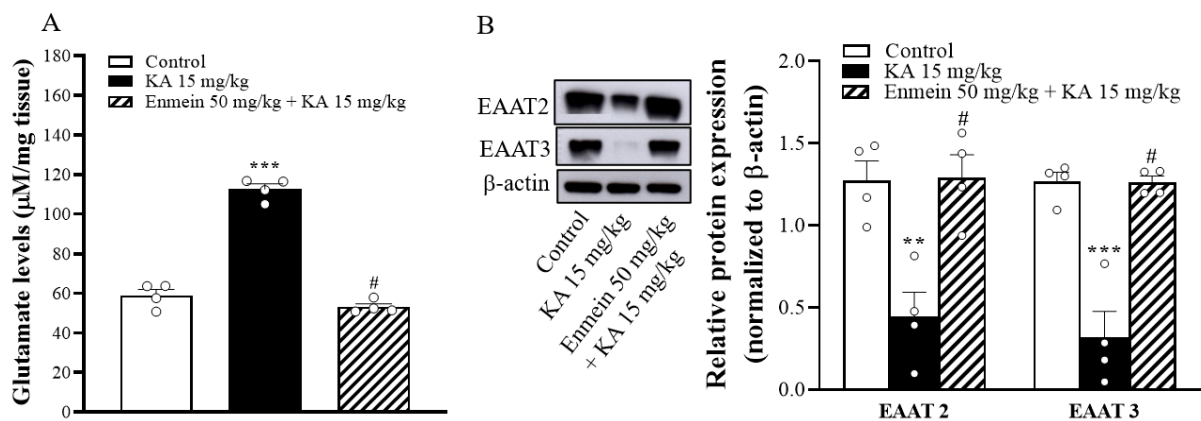 A
Glutamate levels (µM/mg tissue)
180
160
140
120
100
80
60
40
20
0
Control
KA 15 mg/kg
Enmein 50 mg/kg + KA 15 mg/kg
***
#
B
EAAT2
EAAT3
β-actin
Control
KA 15 mg/kg
Enmein 50 mg/kg
+ KA 15 mg/kg
Relative protein expression
(normalized to β-actin)
2.0
1.5
1.0
0.5
0.0
Control
KA 15 mg/kg
Enmein 50 mg/kg + KA 15 mg/kg
**
#
***
#
EAAT 2
EAAT 3